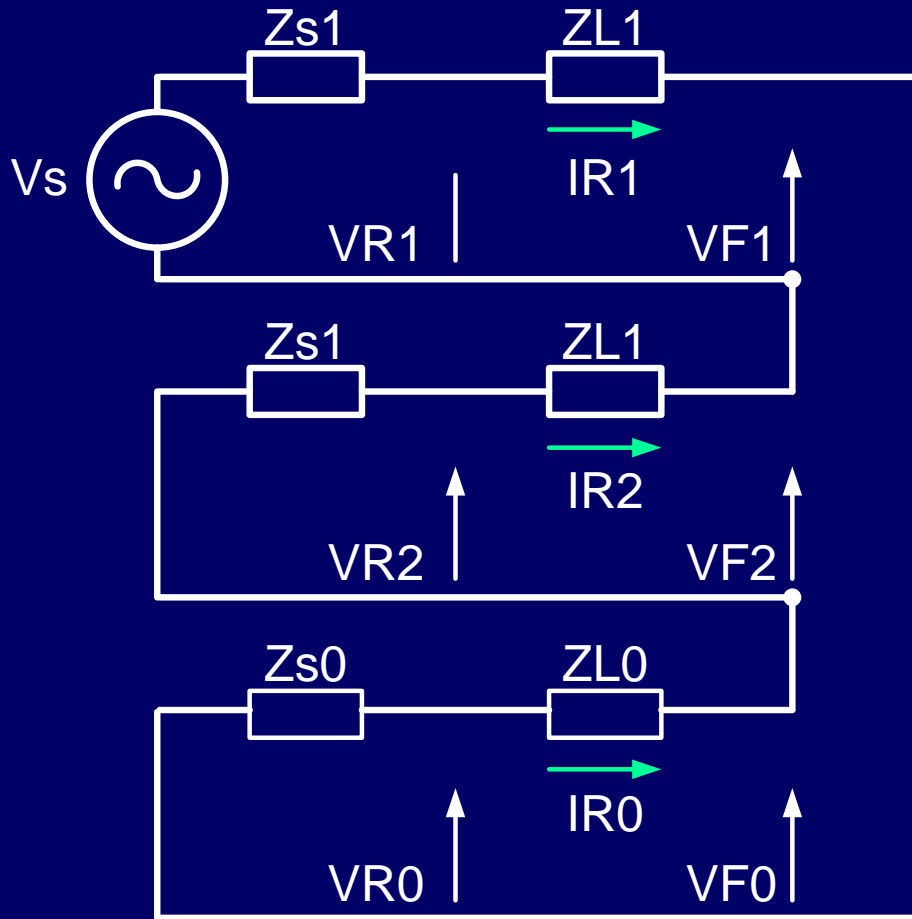 Zs1 ZL1
Vs
IR1
VR1 VF1
Zs1 ZL1
IR2
VR2 VF2
Zs0 ZL0
IR0
VR0 VF0